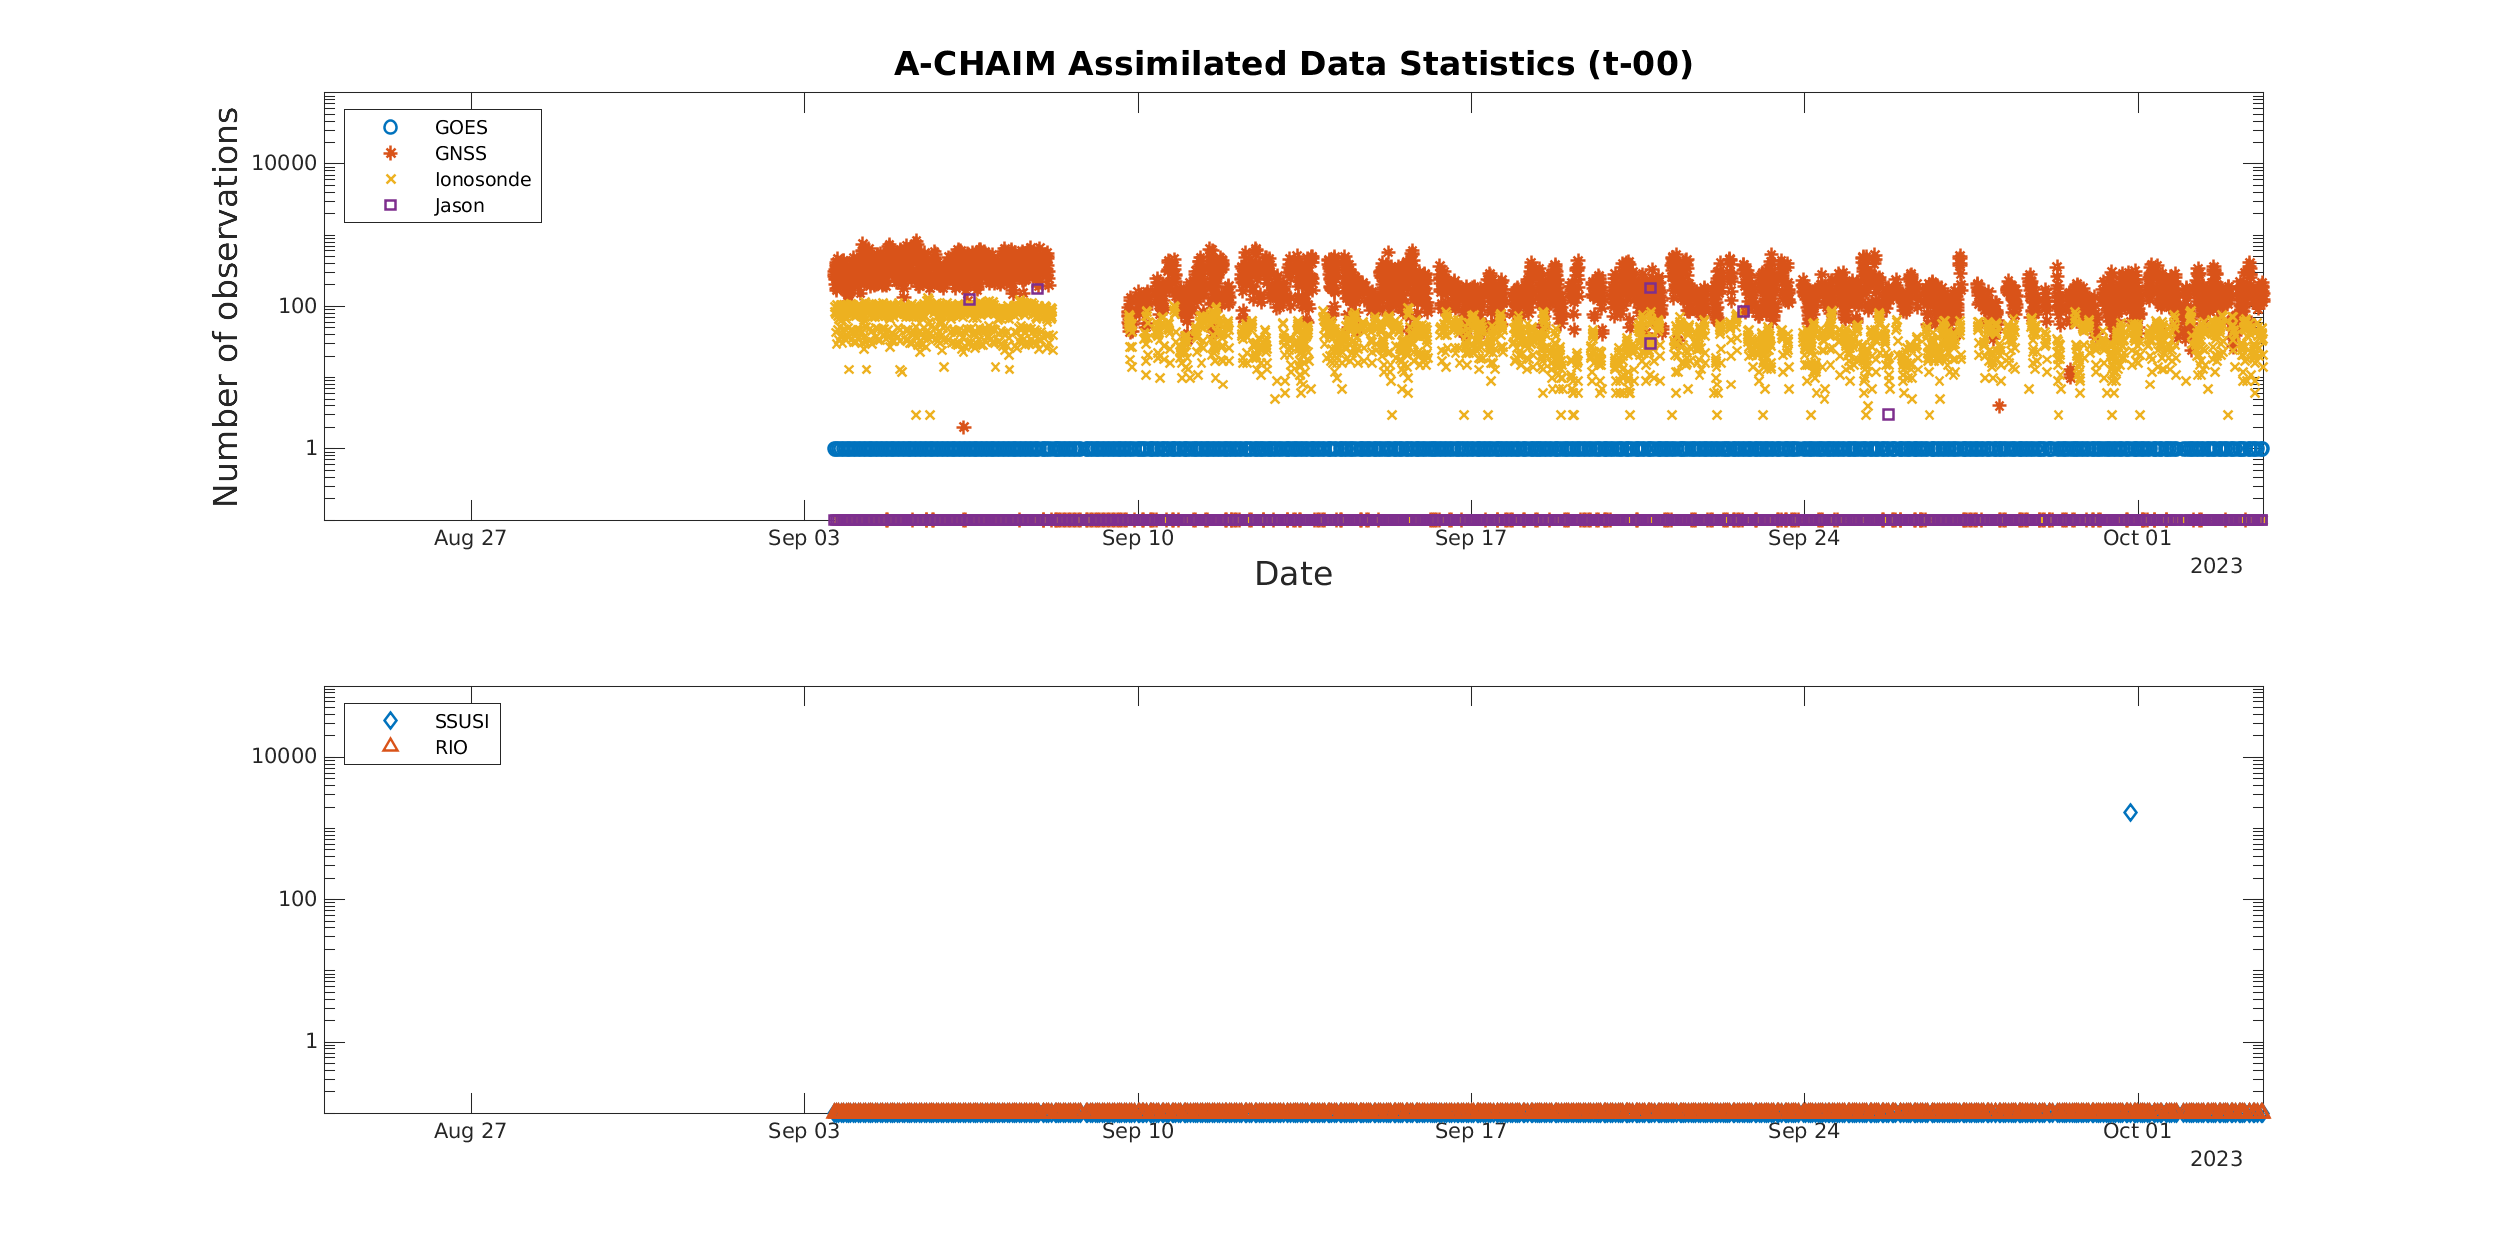 A-CHAIM Assimilated Data Statistics (t-00)
Number of observations
GOES
GNSS
Ionosonde
Jason
10000
100
1
Aug 27 Sep 03 Sep 10 Sep 17 Sep 24 Oct 01
2023
Date
SSUSI
RIO
10000
100
1
Aug 27 Sep 03 Sep 10 Sep 17 Sep 24 Oct 01
2023